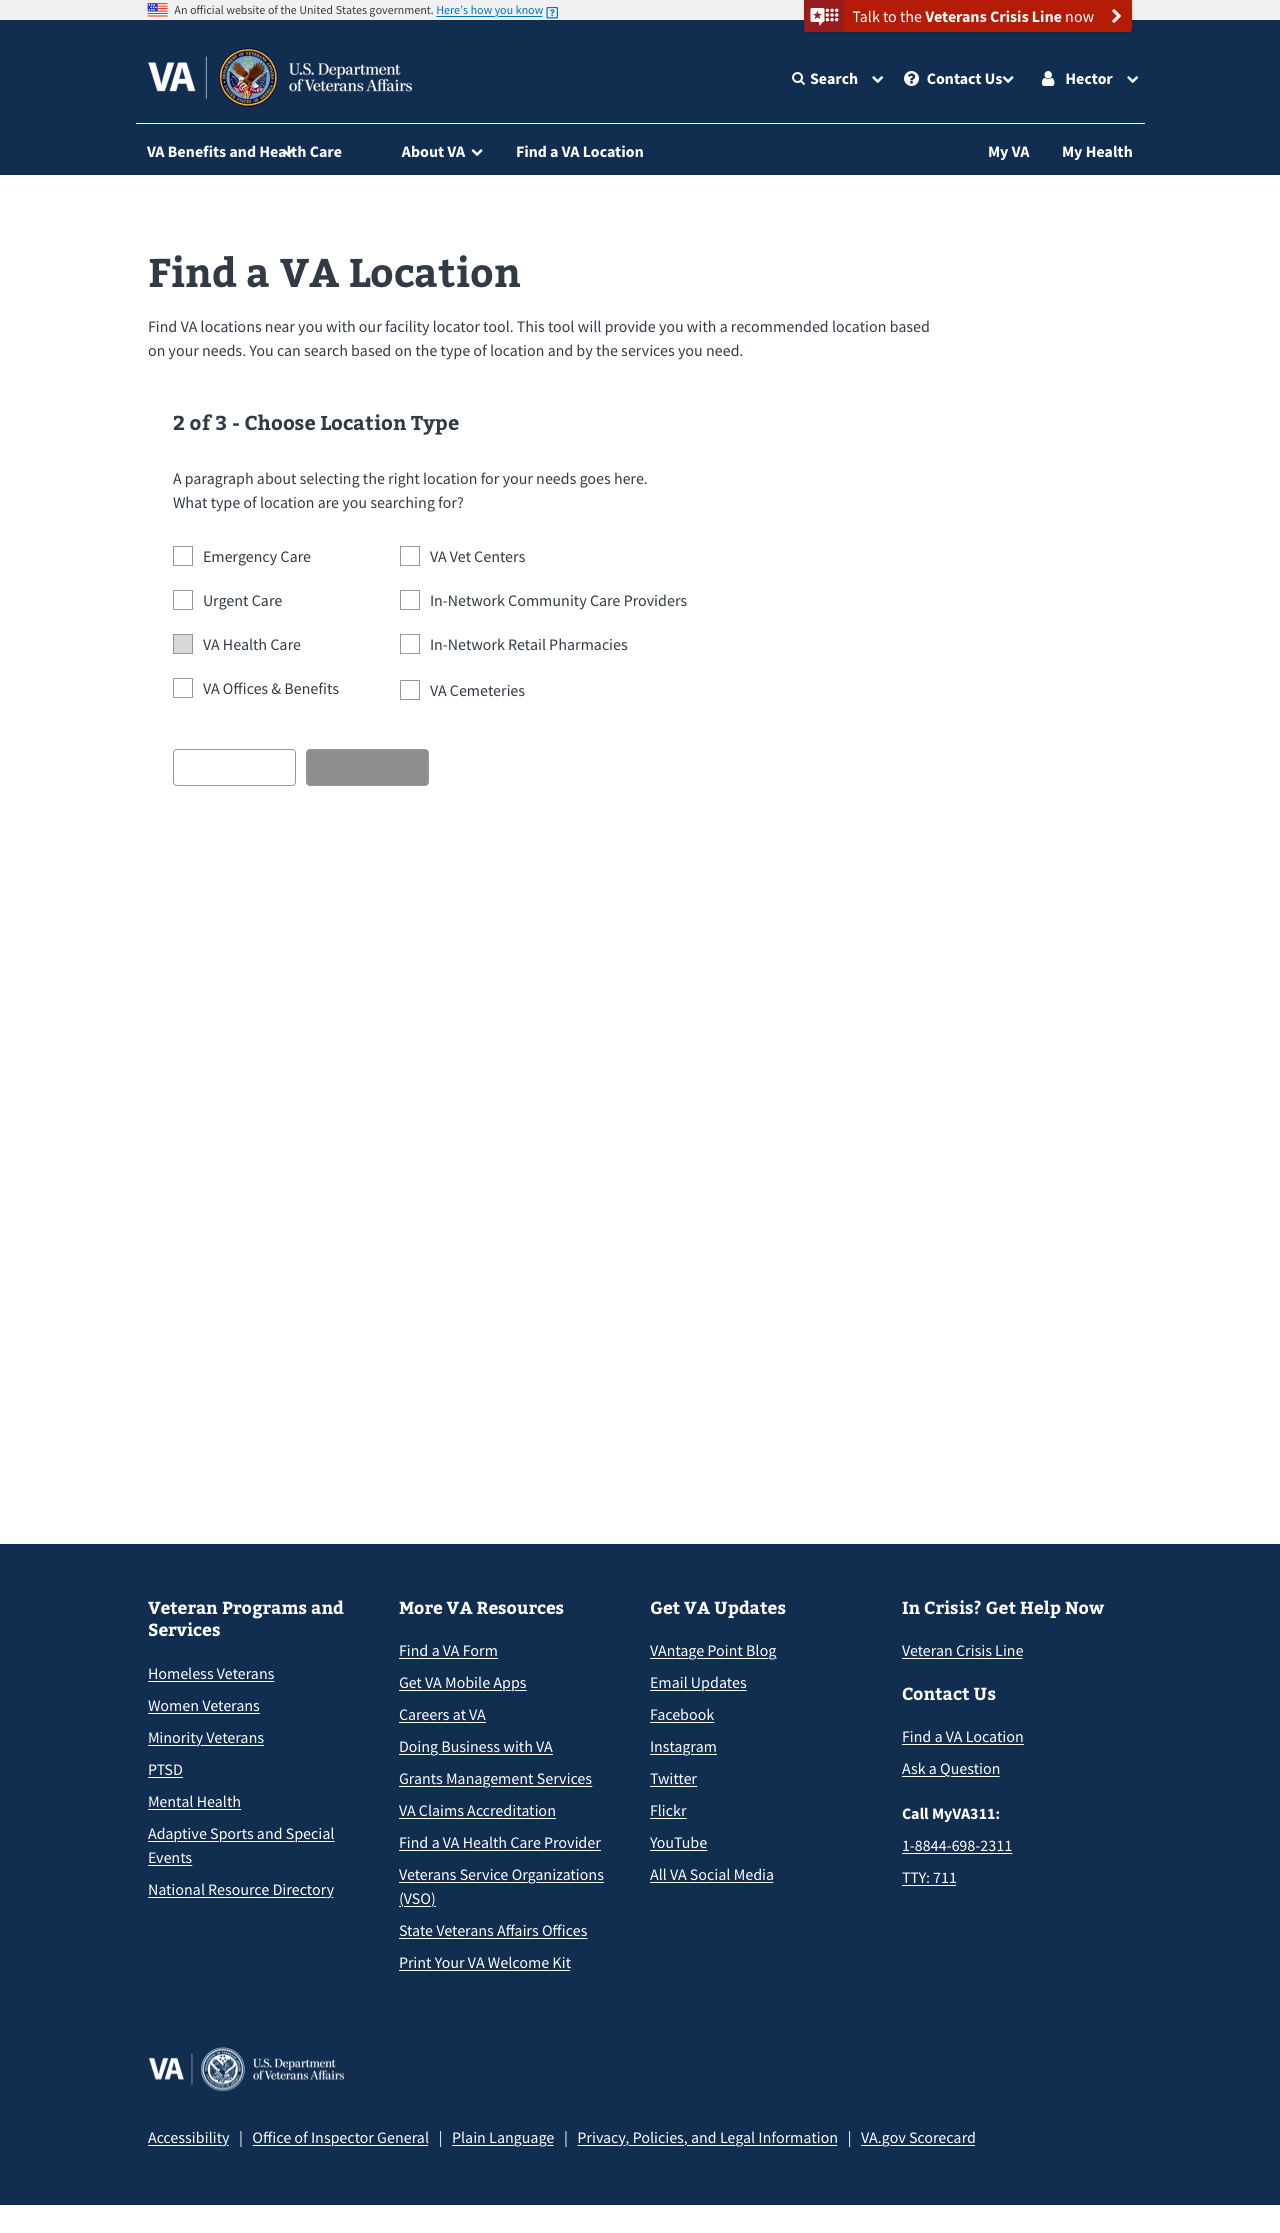 An official website of the United States government. Here's how you know
Talk to the Veterans Crisis Line now
VA
U.S. Department
of Veterans Affairs
Search
Contact Us
Hector
VA Benefits and Health Care
About VA
Find a VA Location
My VA
My Health
Find a VA Location
Find VA locations near you with our facility locator tool. This tool will provide you with a recommended location based
on your needs. You can search based on the type of location and by the services you need.
2 of 3 - Choose Location Type
A paragraph about selecting the right location for your needs goes here.
What type of location are you searching for?
Emergency Care
Urgent Care
VA Health Care
VA Offices & Benefits
VA Vet Centers
In-Network Community Care Providers
In-Network Retail Pharmacies
VA Cemeteries
Veteran Programs and
Services
Homeless Veterans
Women Veterans
Minority Veterans
PTSD
Mental Health
Adaptive Sports and Special
Events
National Resource Directory
More VA Resources
Find a VA Form
Get VA Mobile Apps
Careers at VA
Doing Business with VA
Grants Management Services
VA Claims Accreditation
Find a VA Health Care Provider
Veterans Service Organizations
(VSO)
State Veterans Affairs Offices
Print Your VA Welcome Kit
Get VA Updates
VAntage Point Blog
Email Updates
Facebook
Instagram
Twitter
Flickr
YouTube
All VA Social Media
In Crisis? Get Help Now
Veteran Crisis Line
Contact Us
Find a VA Location
Ask a Question
Call MyVA311:
1-8844-698-2311
TTY: 711
VA
U.S. Department
of Veterans Affairs
Accessibility | Office of Inspector General | Plain Language | Privacy, Policies, and Legal Information | VA.gov Scorecard